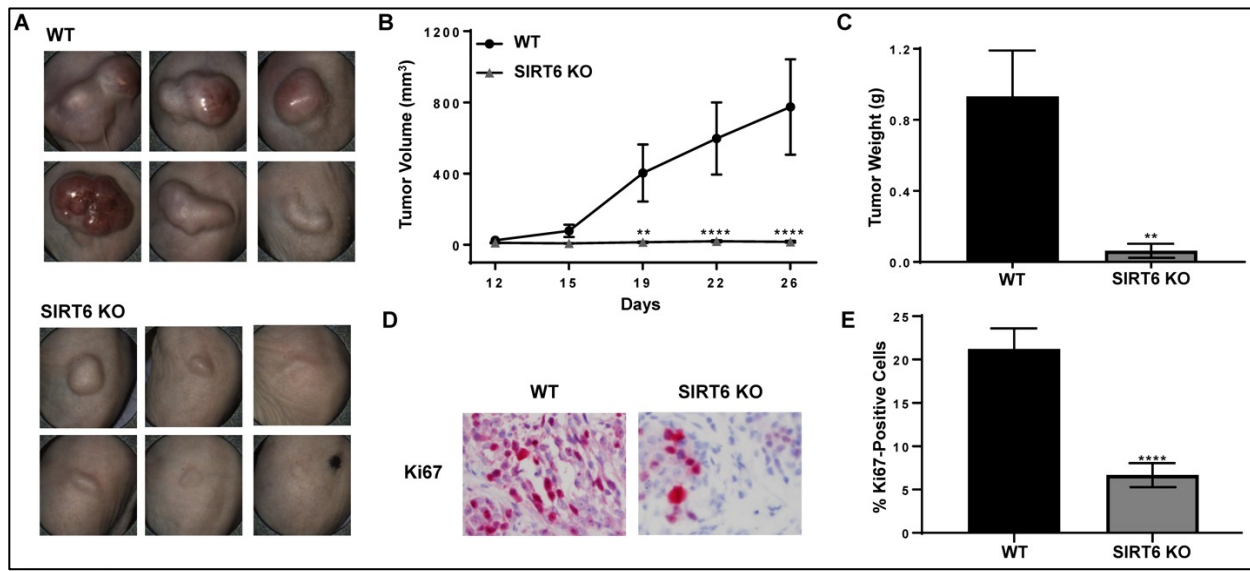 A
WT
SIRT6 KO
B
1200
800
400
0
Tumor Volume (mm³)
WT
SIRT6 KO
**
****
****
12 15 19 22 26
Days
C
1.2
0.8
0.4
0.0
Tumor Weight (g)
**
WT SIRT6 KO
D
WT SIRT6 KO
Ki67
E
25
20
15
10
5
0
% Ki67-Positive Cells
****
WT SIRT6 KO